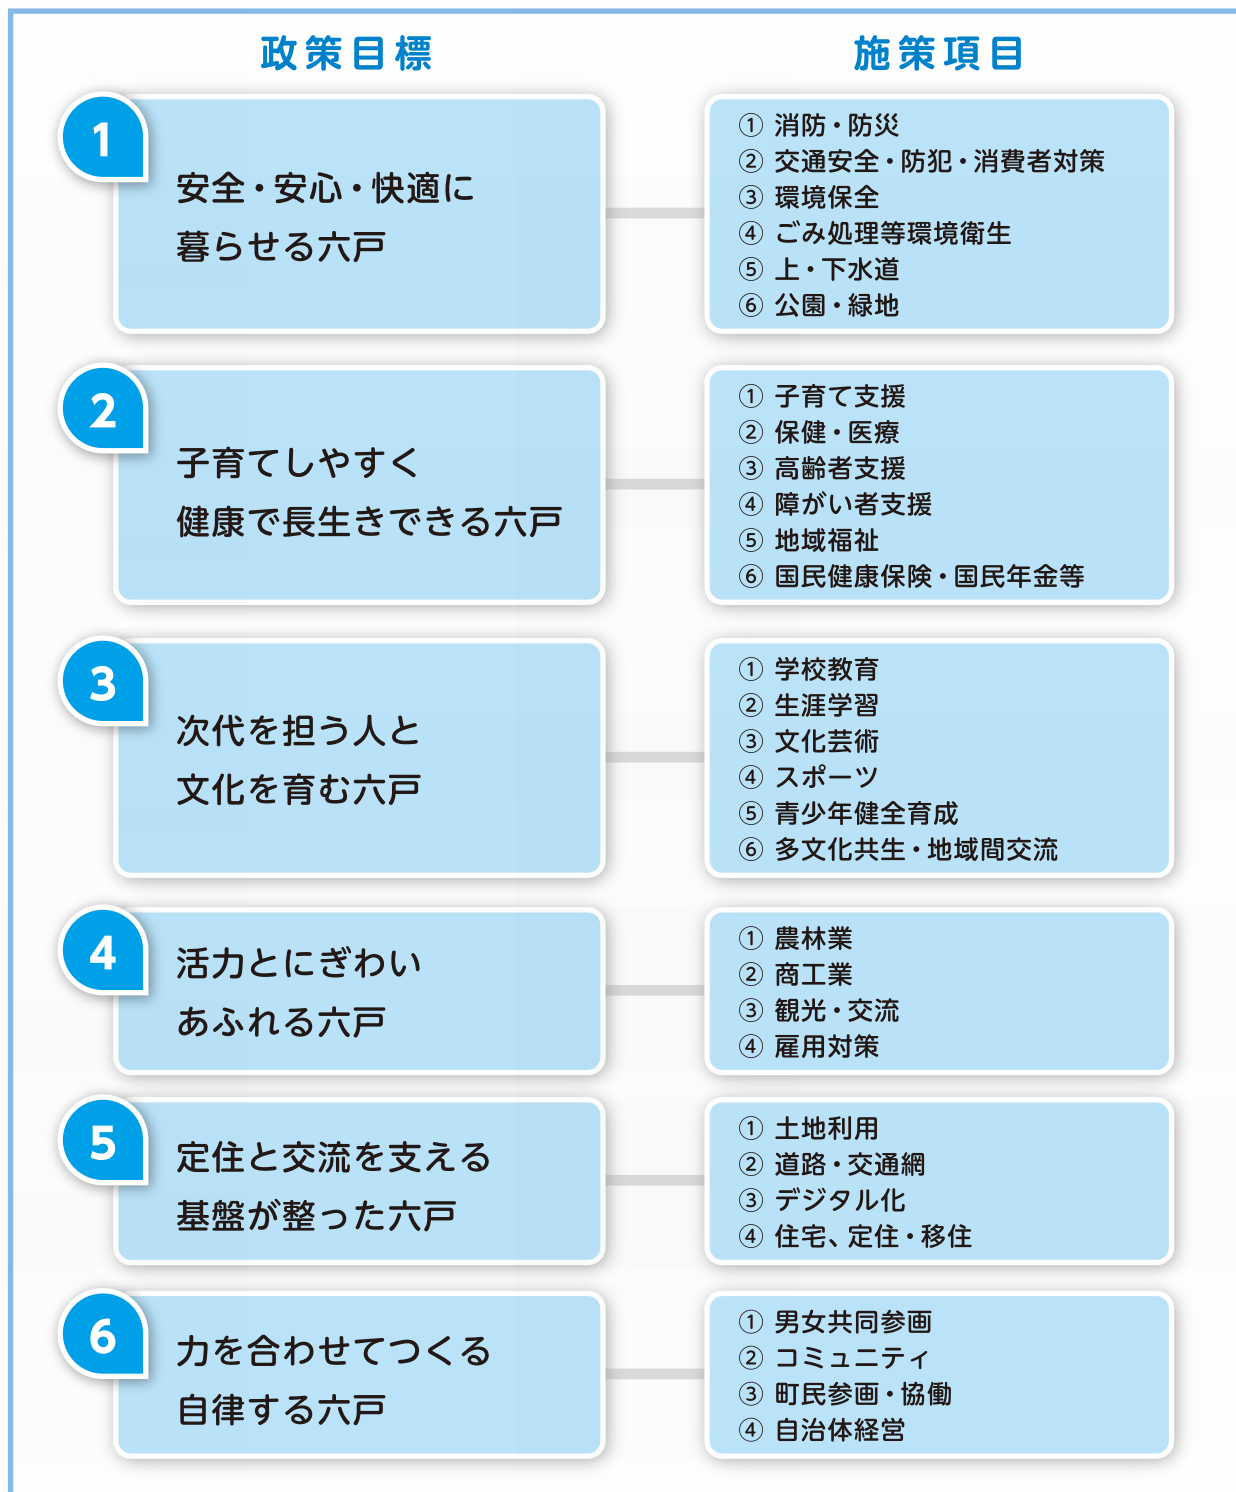 政策目標
施策項目
1
安全・安心・快適に
暮らせる六戸
① 消防・防災
② 交通安全・防犯・消費者対策
③ 環境保全
④ ごみ処理等環境衛生
⑤ 上・下水道
⑥ 公園・緑地
2
子育てしやすく
健康で長生きできる六戸
① 子育て支援
② 保健・医療
③ 高齢者支援
④ 障がい者支援
⑤ 地域福祉
⑥ 国民健康保険・国民年金等
3
次代を担う人と
文化を育む六戸
① 学校教育
② 生涯学習
③ 文化芸術
④ スポーツ
⑤ 青少年健全育成
⑥ 多文化共生・地域間交流
4
活力とにぎわい
あふれる六戸
① 農林業
② 商工業
③ 観光・交流
④ 雇用対策
5
定住と交流を支える
基盤が整った六戸
① 土地利用
② 道路・交通網
③ デジタル化
④ 住宅、定住・移住
6
力を合わせてつくる
自律する六戸
① 男女共同参画
② コミュニティ
③ 町民参画・協働
④ 自治体経営